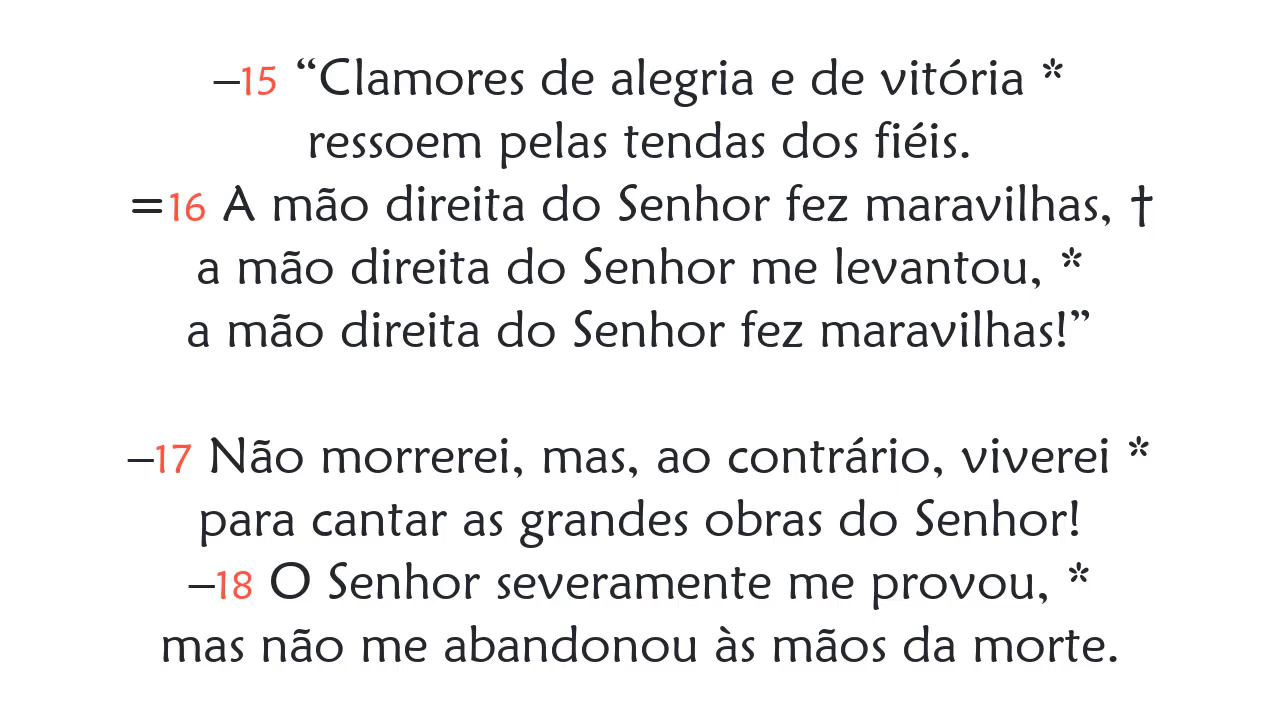 –15 “Clamores de alegria e de vitória *
ressoem pelas tendas dos fiéis.
=16 A mão direita do Senhor fez maravilhas, †
a mão direita do Senhor me levantou, *
a mão direita do Senhor fez maravilhas!”
–17 Não morrerei, mas, ao contrário, viverei *
para cantar as grandes obras do Senhor!
–18 O Senhor severamente me provou, *
mas não me abandonou às mãos da morte.